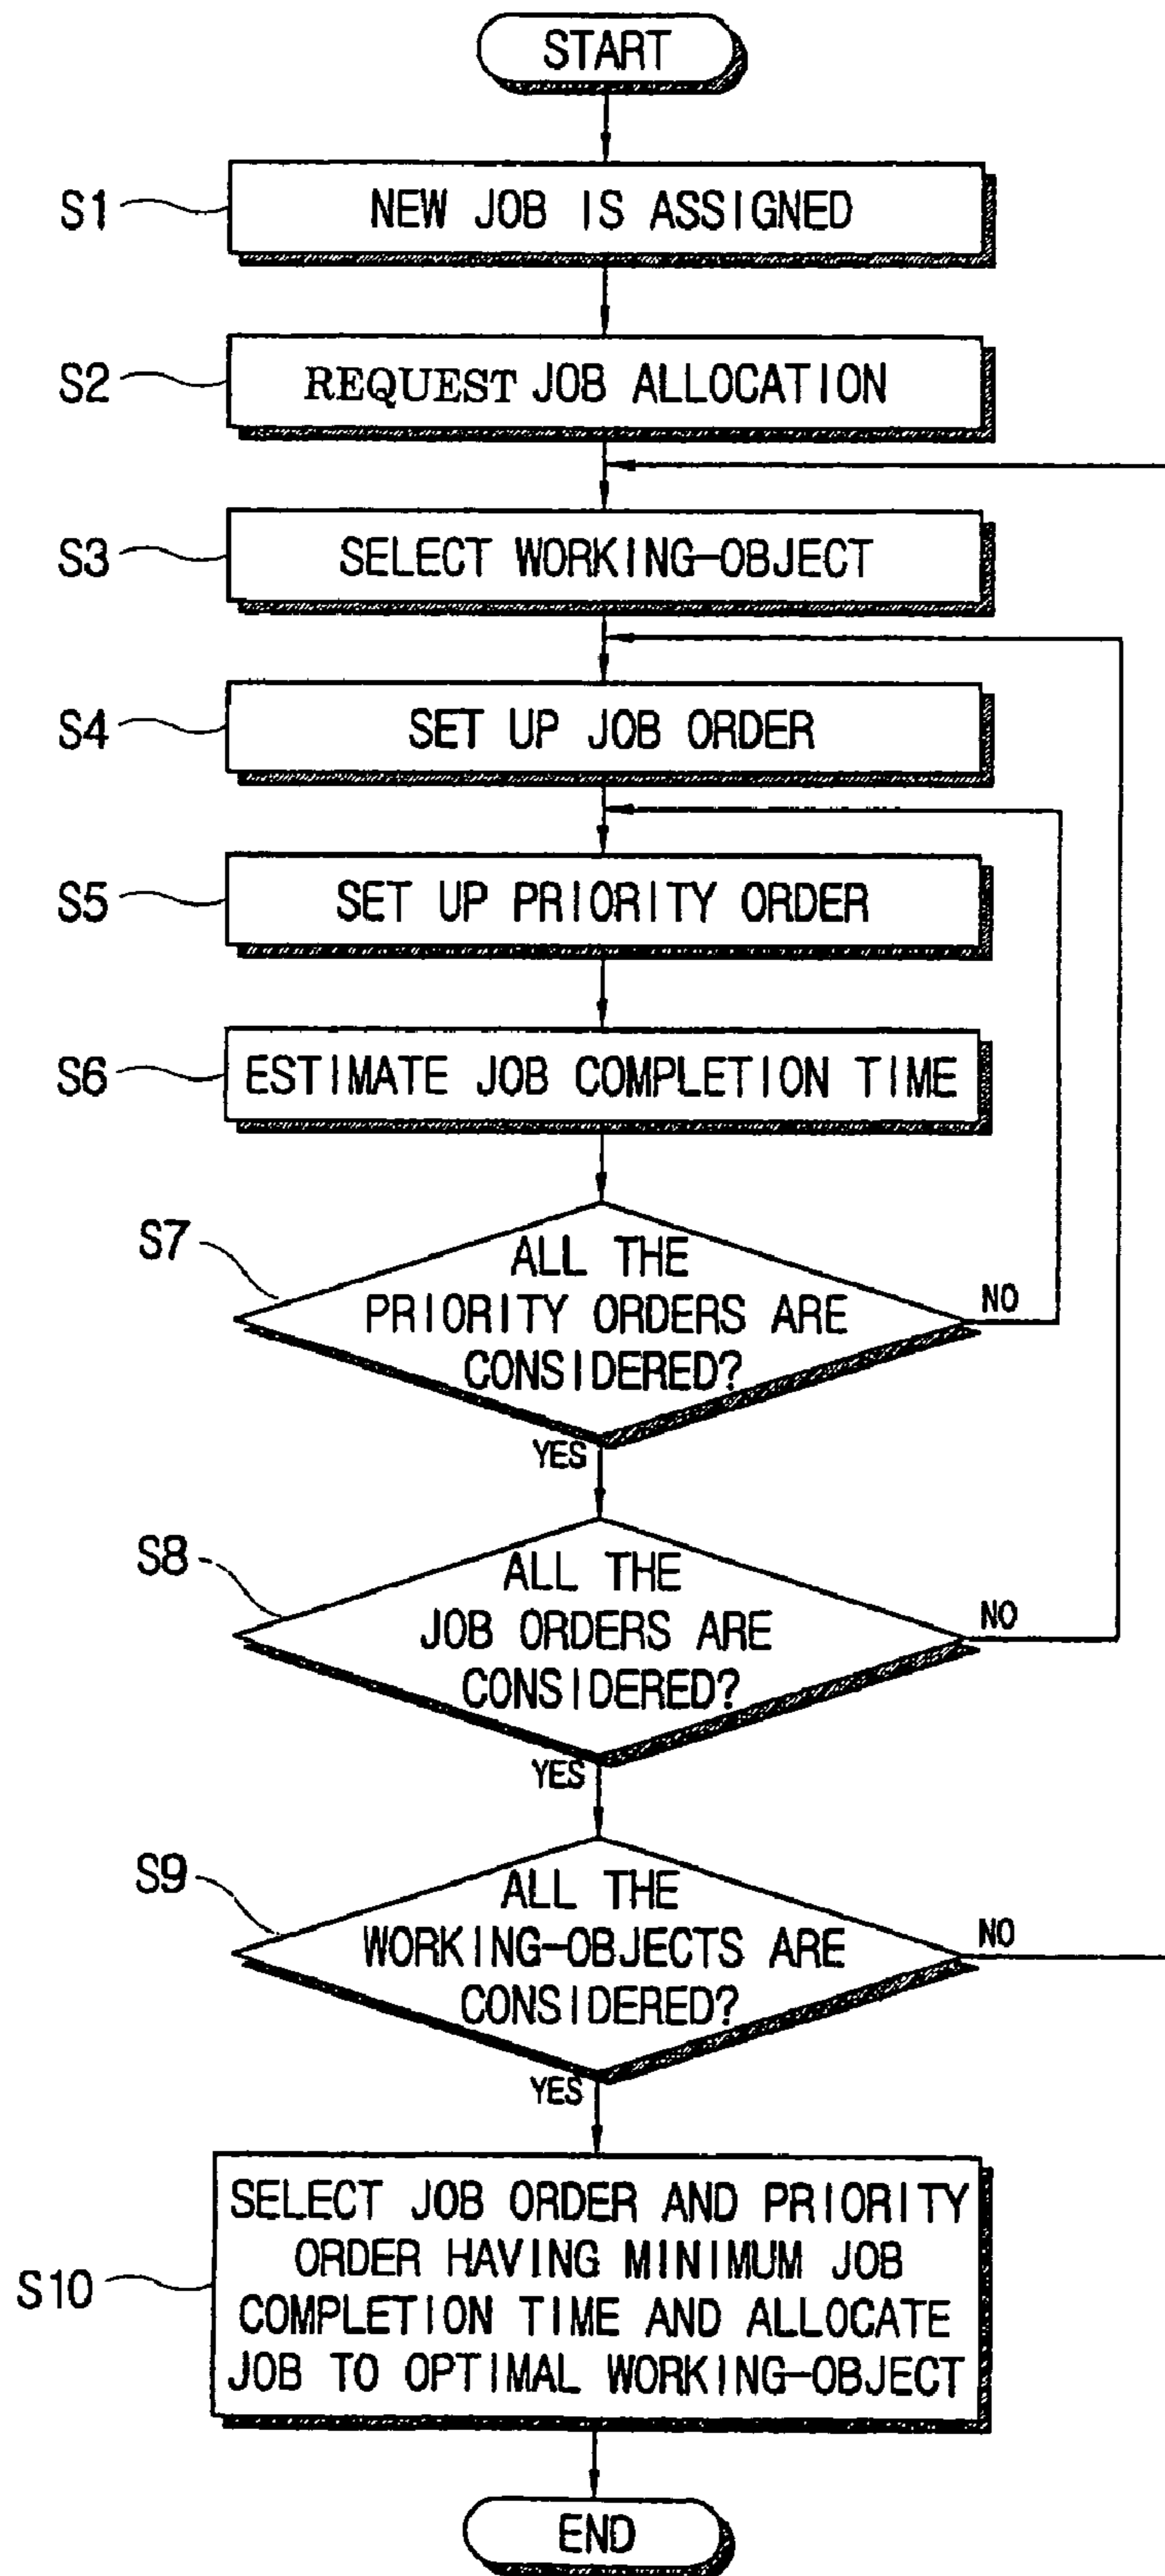 START
S1
NEW JOB IS ASSIGNED
S2
REQUEST JOB ALLOCATION
S3
SELECT WORKING-OBJECT
S4
SET UP JOB ORDER
S5
SET UP PRIORITY ORDER
S6
ESTIMATE JOB COMPLETION TIME
S7
ALL THE
PRIORITY ORDERS ARE
CONSIDERED?
NO
YES
S8
ALL THE
JOB ORDERS ARE
CONSIDERED?
NO
YES
S9
ALL THE
WORKING-OBJECTS ARE
CONSIDERED?
NO
YES
S10
SELECT JOB ORDER AND PRIORITY
ORDER HAVING MINIMUM JOB
COMPLETION TIME AND ALLOCATE
JOB TO OPTIMAL WORKING-OBJECT
END